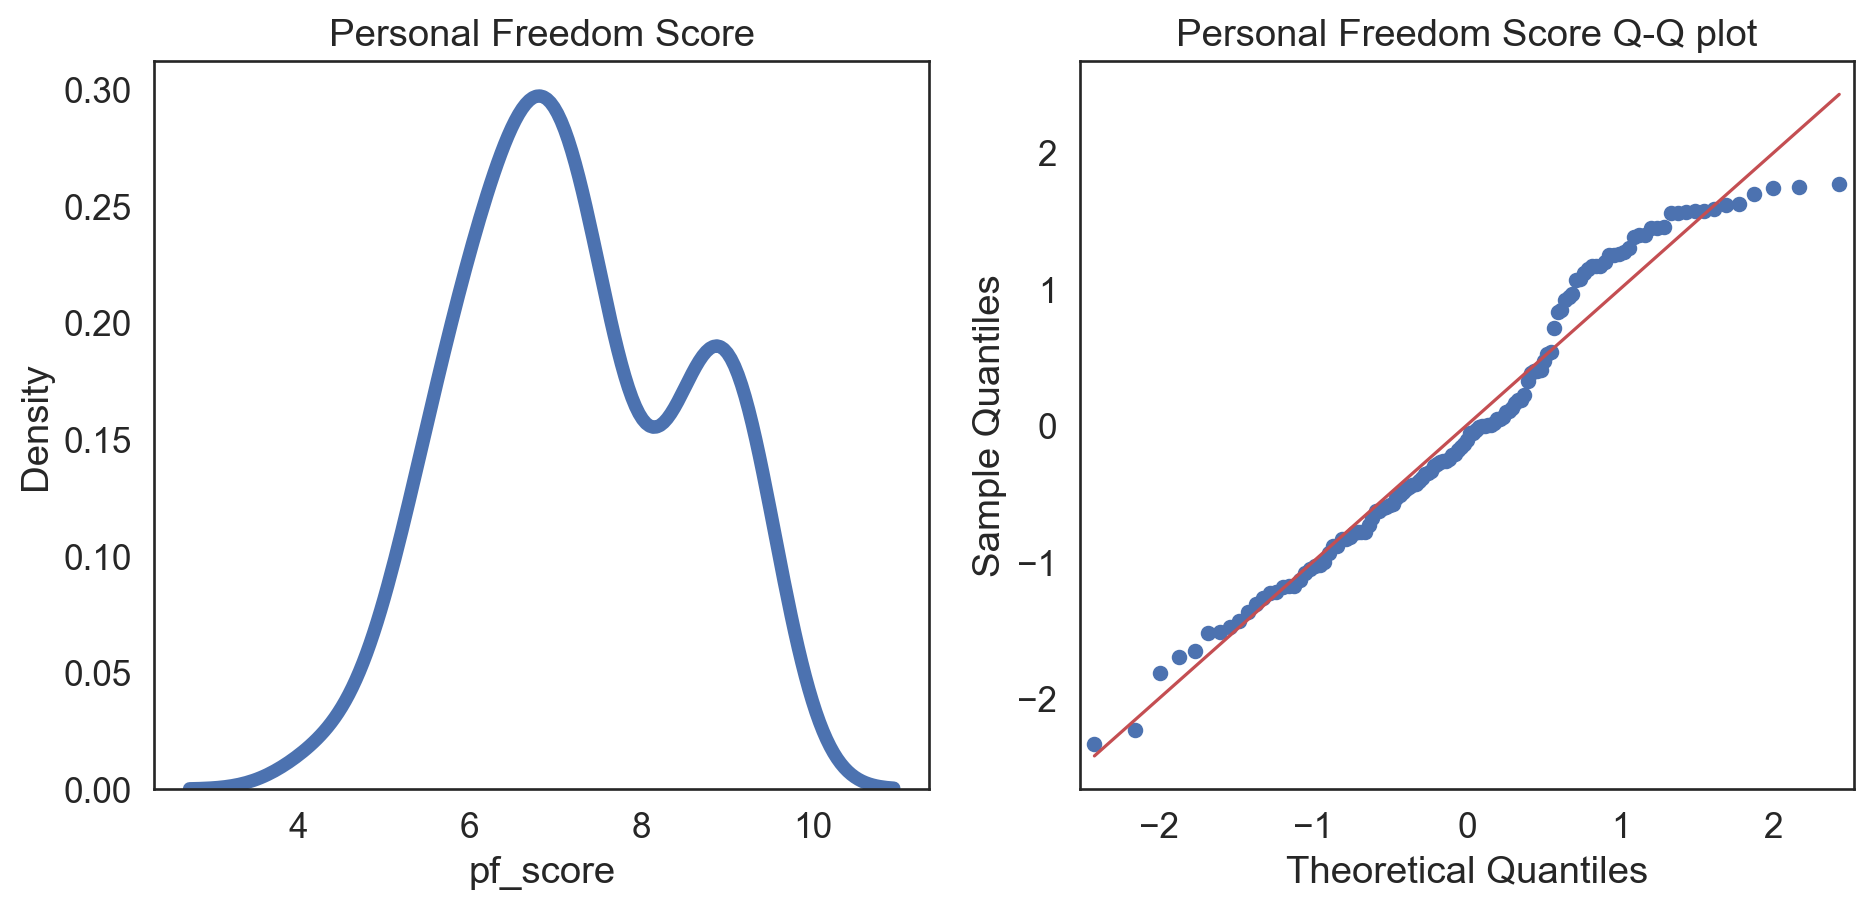 Personal Freedom Score
Density
0.30
0.25
0.20
0.15
0.10
0.05
0.00
4 6 8 10
pf_score
Personal Freedom Score Q-Q plot
Sample Quantiles
2
1
0
−1
−2
−2 −1 0 1 2
Theoretical Quantiles